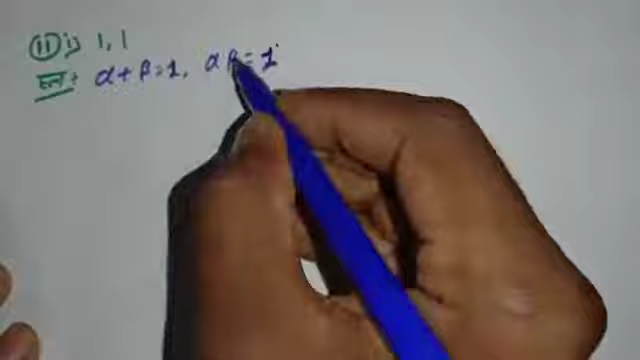 (ii) i) 1, 1
हल: α + β = 1, αβ = 1